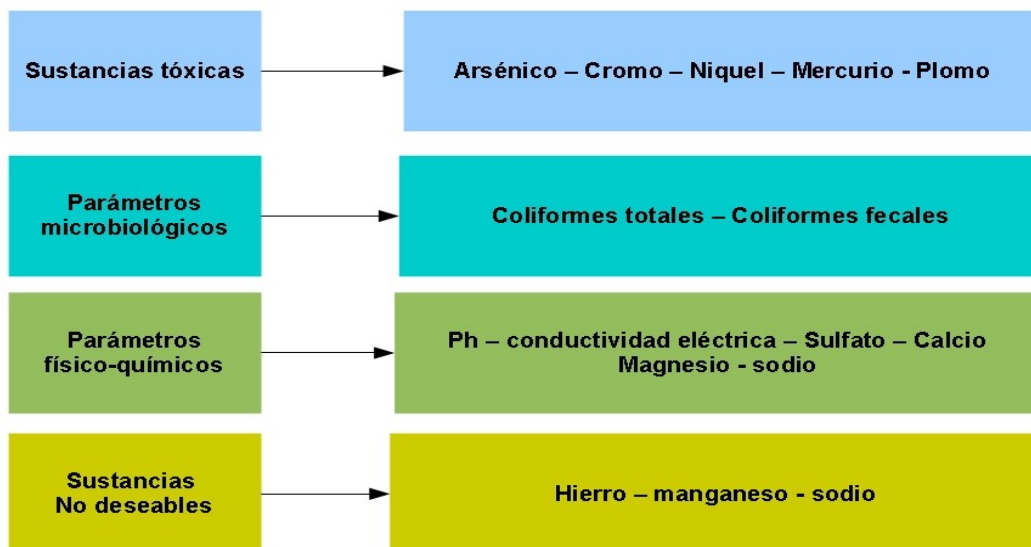 Sustancias tóxicas
Arsénico – Cromo – Niquel – Mercurio - Plomo
Parámetros
microbiológicos
Coliformes totales – Coliformes fecales
Parámetros
físico-químicos
Ph – conductividad eléctrica – Sulfato – Calcio
Magnesio - sodio
Sustancias
No deseables
Hierro – manganeso - sodio